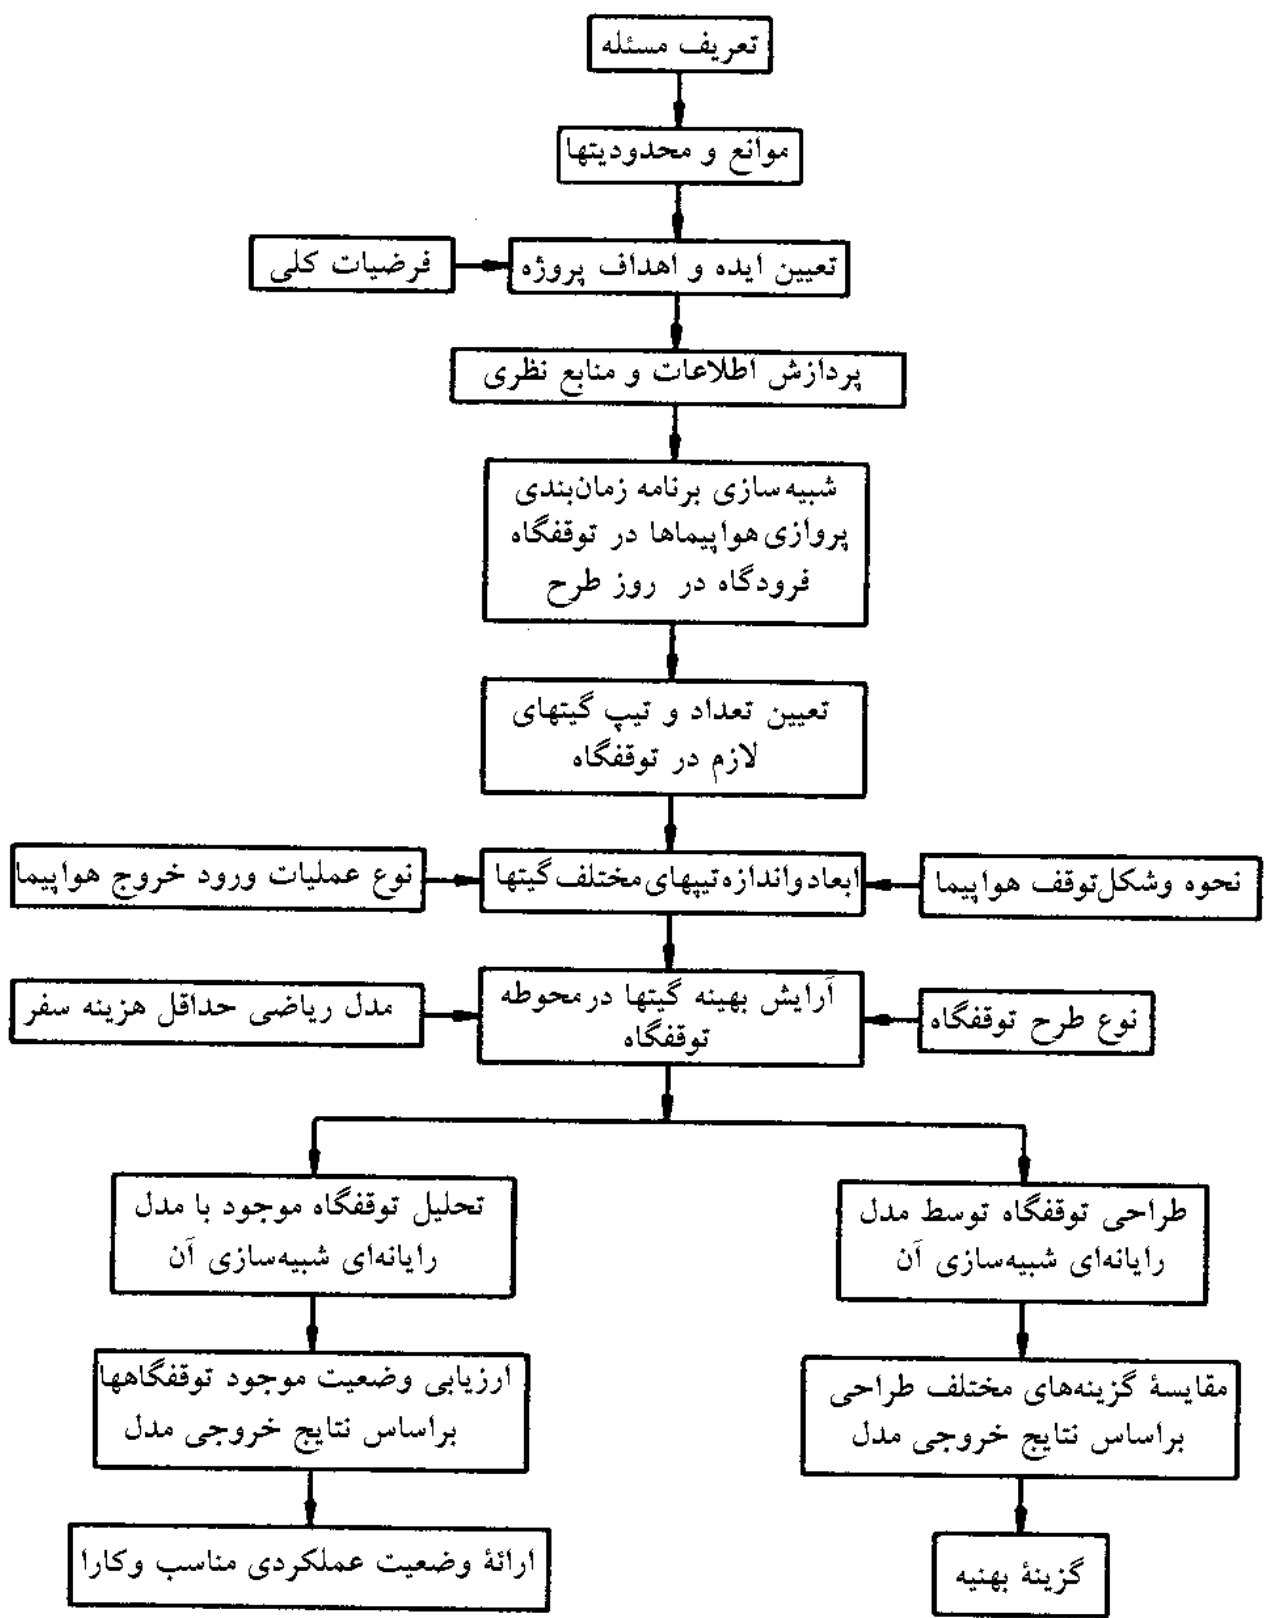 تعریف مسئله
موانع و محدودیتها
تعیین ایده و اهداف پروژه
فرضیات کلی
پردازش اطلاعات و منابع نظری
شبیه سازی برنامه زمان‌بندی
پروازی هواپیماها در توقفگاه
فرودگاه در روز طرح
تعیین تعداد و تیپ گیتهای
لازم در توقفگاه
نحوه وشکل توقف هواپیما
ابعاد واندازه تیپهای مختلف گیتها
نوع عملیات ورود خروج هواپیما
نوع طرح توقفگاه
آرایش بهینه گیتها در محوطه
توقفگاه
مدل ریاضی حداقل هزینه سفر
طراحی توقفگاه توسط مدل
رایانه‌ای شبیه‌سازی آن
مقایسهٔ گزینه‌های مختلف طراحی
براساس نتایج خروجی مدل
گزینهٔ بهنیه
تحلیل توقفگاه موجود با مدل
رایانه‌ای شبیه‌سازی آن
ارزیابی وضعیت موجود توقفگاهها
براساس نتایج خروجی مدل
ارائهٔ وضعیت عملکردی مناسب وکارا